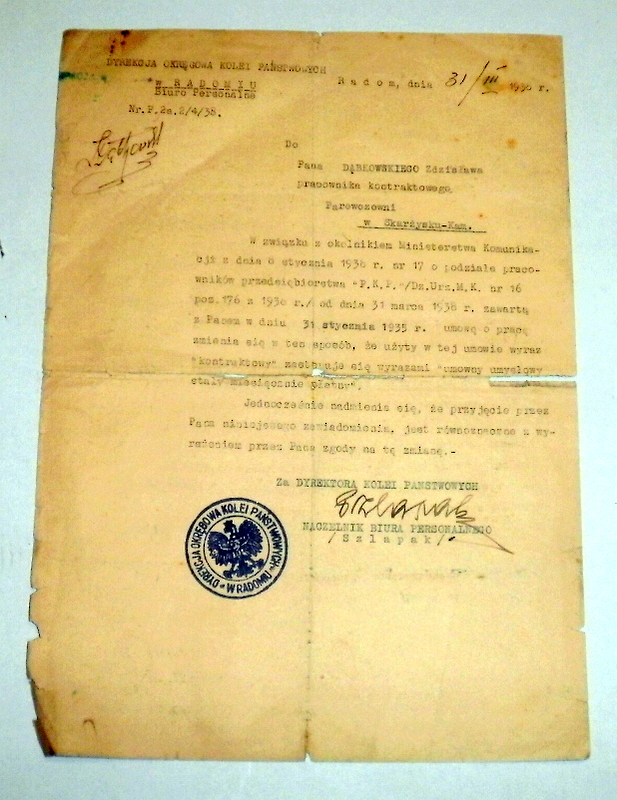 DYREKCJA OKRĘGOWA KOLEI PAŃSTWOWYCH
w RADOMIU
Biuro Personalne
Nr.P.2a.2/4/38.
Radom, dnia 31/III 1938 r.
Do
Pana DĄBKOWSKIEGO Zdzisława
pracownika kontraktowego
Parowozowni
w Skarżysku-Kam.
W związku z okólnikiem Ministerstwa Komunika-
cji z dnia 8 stycznia 1938 r. nr 17 o podziale praco-
wników przedsiębiorstwa "P.K.P."/Dz.Urz.M.K. nr 16
poz.176 z 1938 r./ od dnia 31 marca 1938 r. zawartą
z Panem w dniu 31 stycznia 1935 r. umowę o pracę
zmienia się w ten sposób, że użyty w tej umowie wyraz
"kontraktowy" zastępuje się wyrazami "umowny umysłowy
stały miesięcznie płatny".
Jednocześnie nadmienia się, że przyjęcie przez
Pana niniejszego zawiadomienia, jest równoznaczne z wy-
rażeniem przez Pana zgody na tę zmianę.-
Za DYREKTORA KOLEI PAŃSTWOWYCH
NACZELNIK BIURA PERSONALNEGO
/Szlapak/.
DYREKCJA OKRĘGOWA KOLEI PAŃSTWOWYCH
W RADOMIU